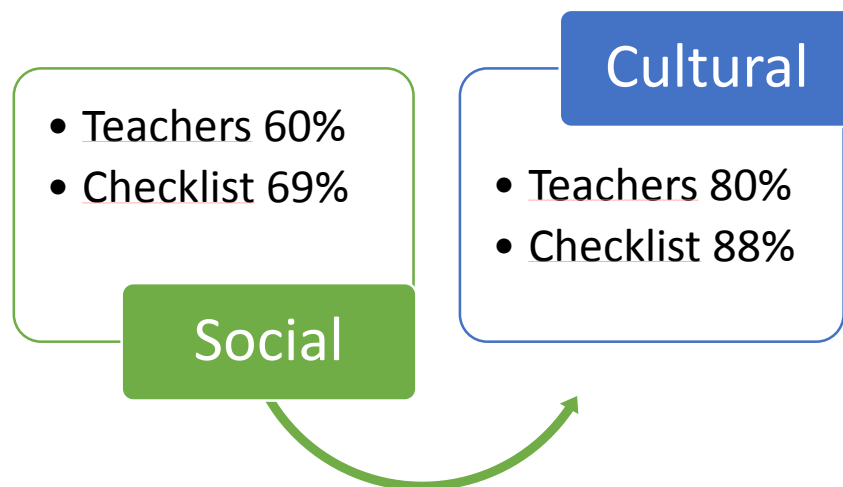 • Teachers 60%
• Checklist 69%
Social
Cultural
• Teachers 80%
• Checklist 88%